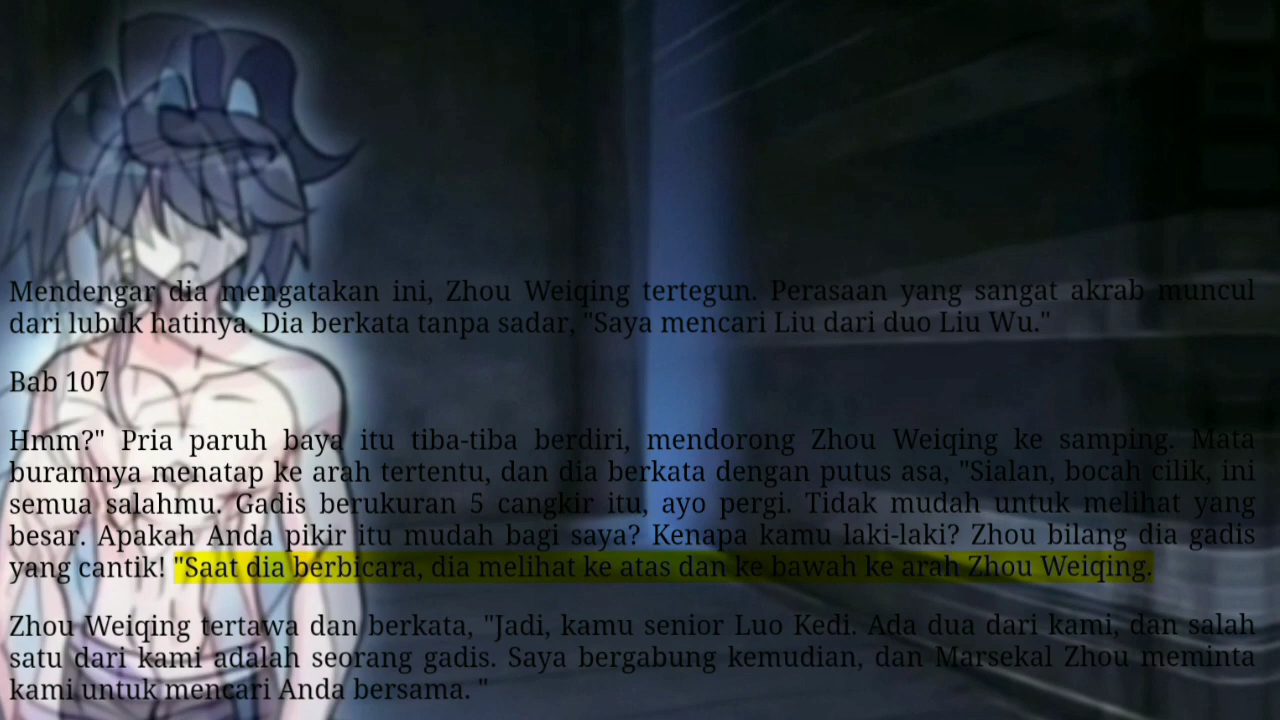 Mendengar dia mengatakan ini, Zhou Weiqing tertegun. Perasaan yang sangat akrab muncul
dari lubuk hatinya. Dia berkata tanpa sadar, "Saya mencari Liu dari duo Liu Wu."
Bab 107
Hmm?" Pria paruh baya itu tiba-tiba berdiri, mendorong Zhou Weiqing ke samping. Mata
buramnya menatap ke arah tertentu, dan dia berkata dengan putus asa, "Sialan, bocah cilik, ini
semua salahmu. Gadis berukuran 5 cangkir itu, ayo pergi. Tidak mudah untuk melihat yang
besar. Apakah Anda pikir itu mudah bagi saya? Kenapa kamu laki-laki? Zhou bilang dia gadis
yang cantik! "Saat dia berbicara, dia melihat ke atas dan ke bawah ke arah Zhou Weiqing.
Zhou Weiqing tertawa dan berkata, "Jadi, kamu senior Luo Kedi. Ada dua dari kami, dan salah
satu dari kami adalah seorang gadis. Saya bergabung kemudian, dan Marsekal Zhou meminta
kami untuk mencari Anda bersama. "